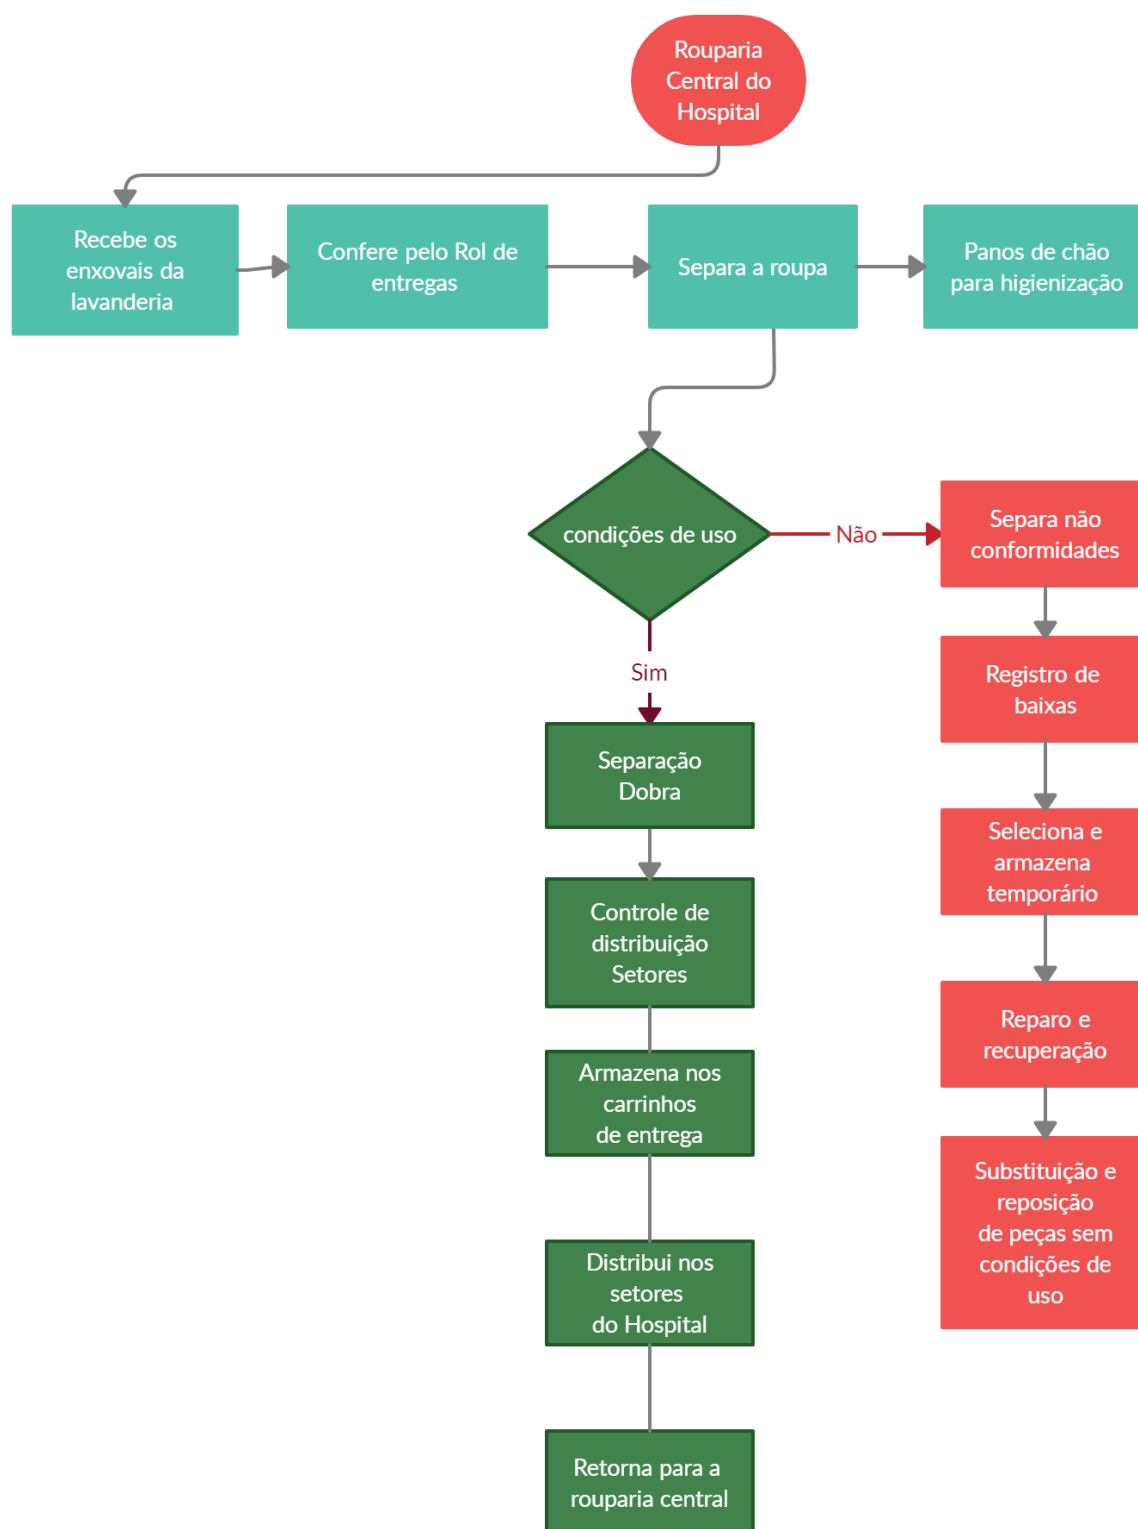 Rouparia
Central do
Hospital
Recebe os
enxovais da
lavanderia
Confere pelo Rol de
entregas
Separa a roupa
Panos de chão
para higienização
condições de uso
Não
Sim
Separação
Dobra
Controle de
distribuição
Setores
Armazena nos
carrinhos
de entrega
Distribui nos
setores
do Hospital
Retorna para a
rouparia central
Separa não
conformidades
Registro de
baixas
Seleciona e
armazena
temporário
Reparo e
recuperação
Substituição e
reposição
de peças sem
condições de
uso